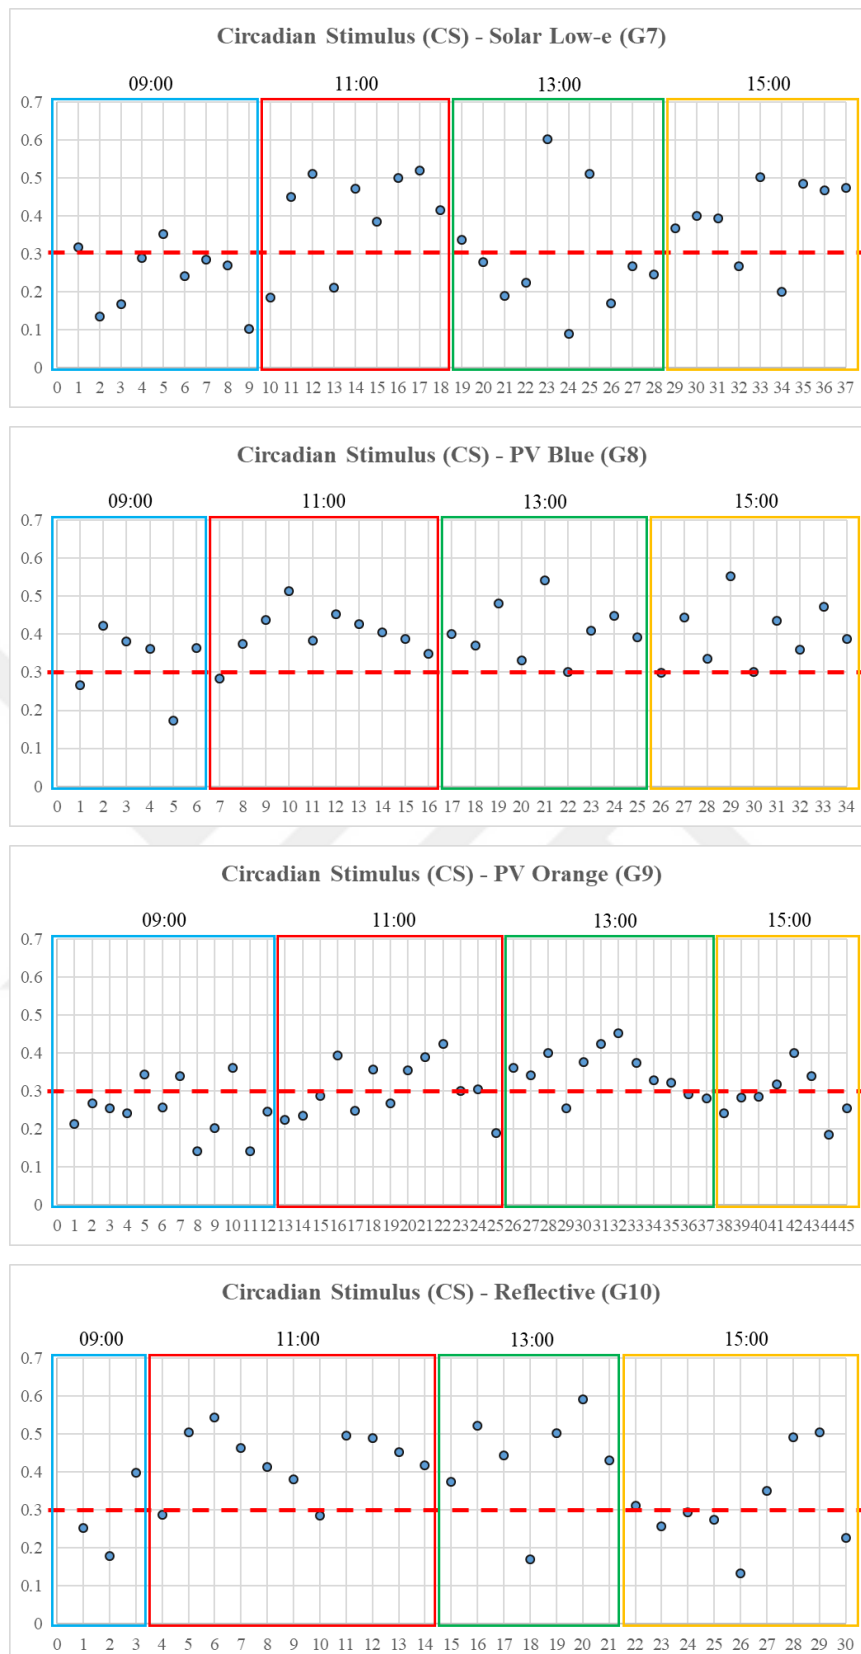 Circadian Stimulus (CS) - Solar Low-e (G7)
09:00 11:00 13:00 15:00
0.7
0.6
0.5
0.4
0.3
0.2
0.1
0
0 1 2 3 4 5 6 7 8 9 10 11 12 13 14 15 16 17 18 19 20 21 22 23 24 25 26 27 28 29 30 31 32 33 34 35 36 37
Circadian Stimulus (CS) - PV Blue (G8)
09:00 11:00 13:00 15:00
0.7
0.6
0.5
0.4
0.3
0.2
0.1
0
0 1 2 3 4 5 6 7 8 9 10 11 12 13 14 15 16 17 18 19 20 21 22 23 24 25 26 27 28 29 30 31 32 33 34
Circadian Stimulus (CS) - PV Orange (G9)
09:00 11:00 13:00 15:00
0.7
0.6
0.5
0.4
0.3
0.2
0.1
0
0 1 2 3 4 5 6 7 8 9 10 11 12 13 14 15 16 17 18 19 20 21 22 23 24 25 26 27 28 29 30 31 32 33 34 35 36 37 38 39 40 41 42 43 44 45
Circadian Stimulus (CS) - Reflective (G10)
09:00 11:00 13:00 15:00
0.7
0.6
0.5
0.4
0.3
0.2
0.1
0
0 1 2 3 4 5 6 7 8 9 10 11 12 13 14 15 16 17 18 19 20 21 22 23 24 25 26 27 28 29 30